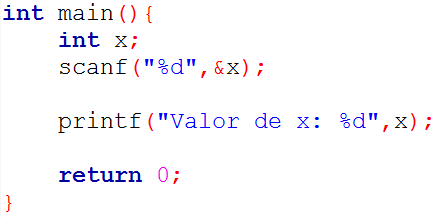 int main(){
int x;
scanf("%d",&x);
printf("Valor de x: %d",x);
return 0;
}